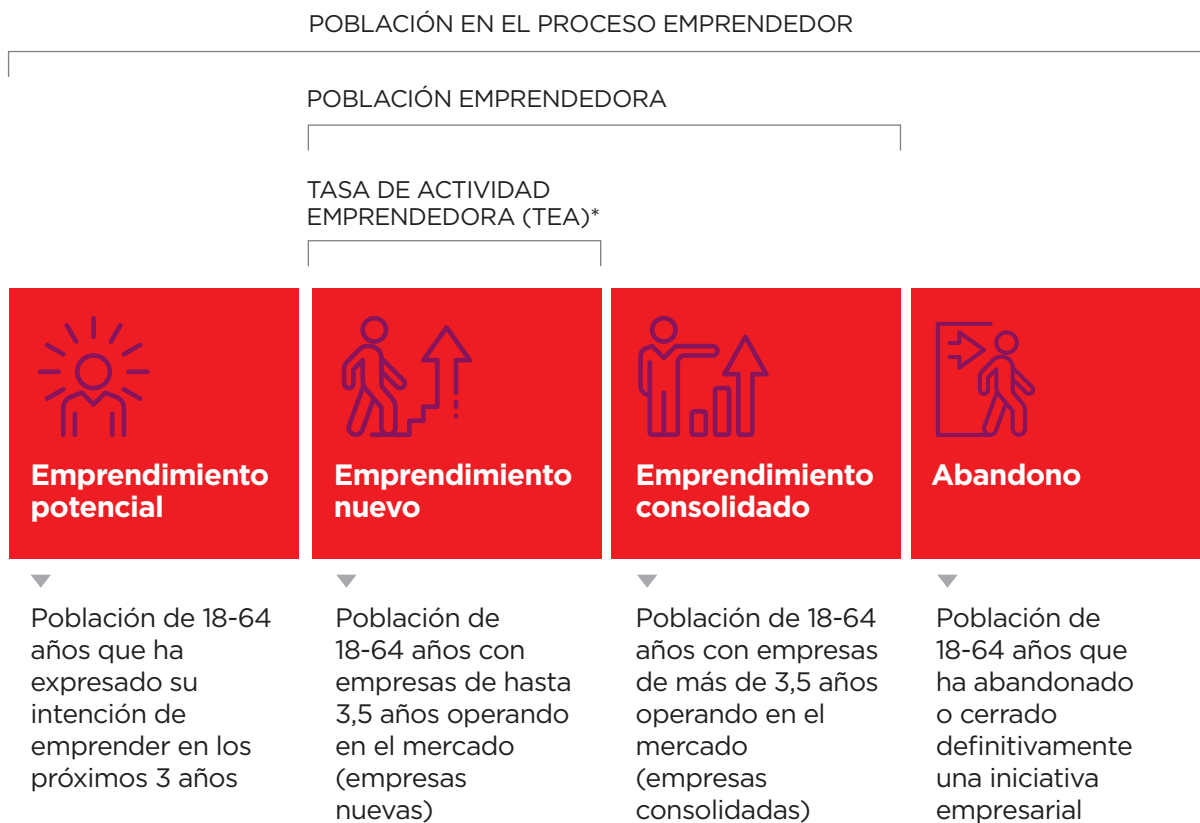 POBLACIÓN EN EL PROCESO EMPRENDEDOR
POBLACIÓN EMPRENDEDORA
TASA DE ACTIVIDAD
EMPRENDEDORA (TEA)*
Emprendimiento
potencial
Población de 18-64
años que ha
expresado su
intención de
emprender en los
próximos 3 años
Emprendimiento
nuevo
Población de
18-64 años con
empresas de hasta
3,5 años operando
en el mercado
(empresas
nuevas)
Emprendimiento
consolidado
Población de 18-64
años con empresas
de más de 3,5 años
operando en el
mercado
(empresas
consolidadas)
Abandono
Población de
18-64 años que
ha abandonado
o cerrado
definitivamente
una iniciativa
empresarial